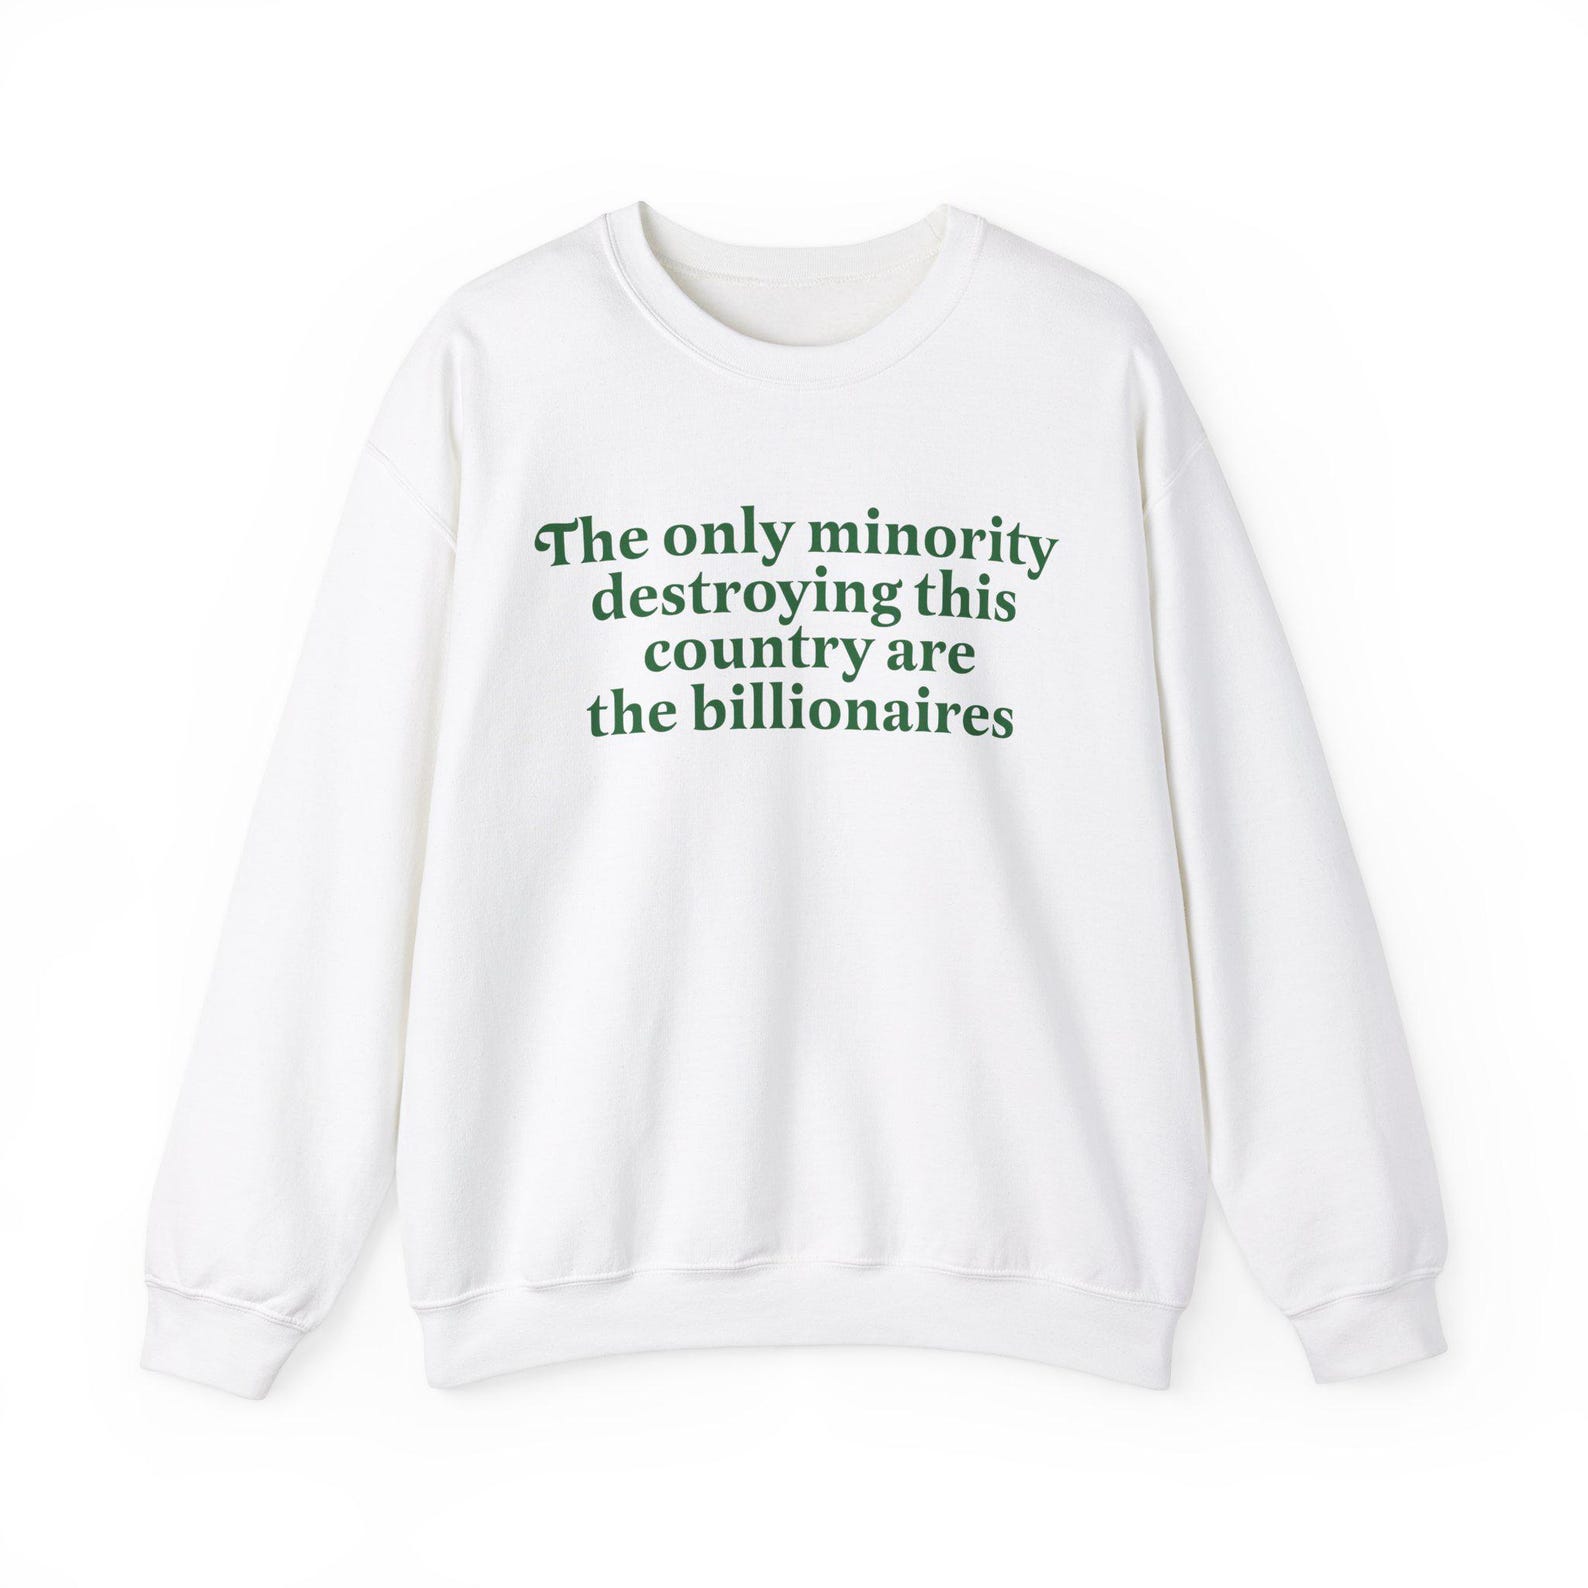 The only minority
destroying this
country are
the billionaires